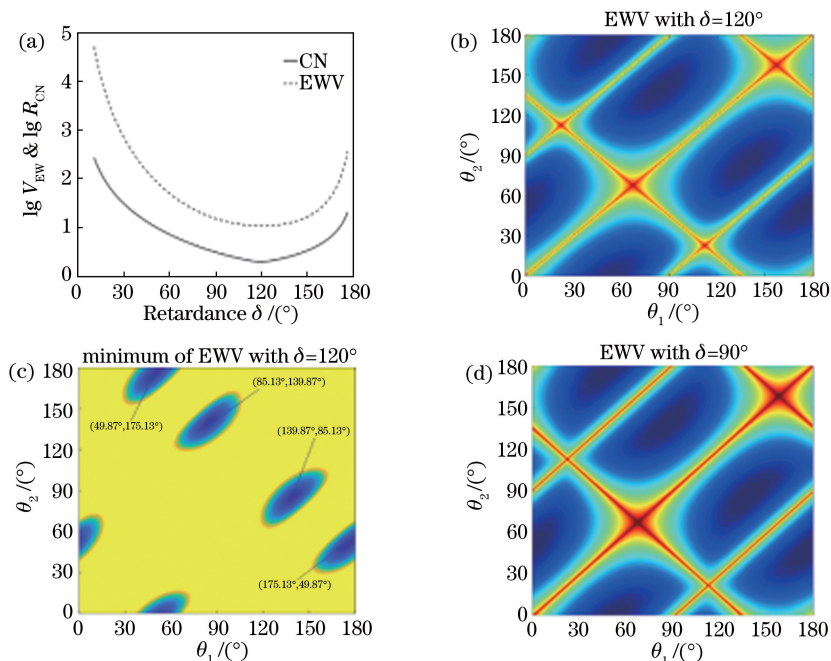 (a)
5
4
3
2
1
0
lg V_EW & lg R_CN
CN
EWV
0 30 60 90 120 150 180
Retardance δ /(°)
(b)
EWV with δ=120°
180
150
120
90
60
30
0
θ₂ /(°)
0 30 60 90 120 150 180
θ₁ /(°)
(c)
minimum of EWV with δ=120°
180
150
120
90
60
30
0
θ₂ /(°)
(85.13°,139.87°)
(49.87°,175.13°)
(139.87°,85.13°)
(175.13°,49.87°)
0 30 60 90 120 150 180
θ₁ /(°)
(d)
EWV with δ=90°
180
150
120
90
60
30
0
θ₂ /(°)
0 30 60 90 120 150 180
θ₁ /(°)